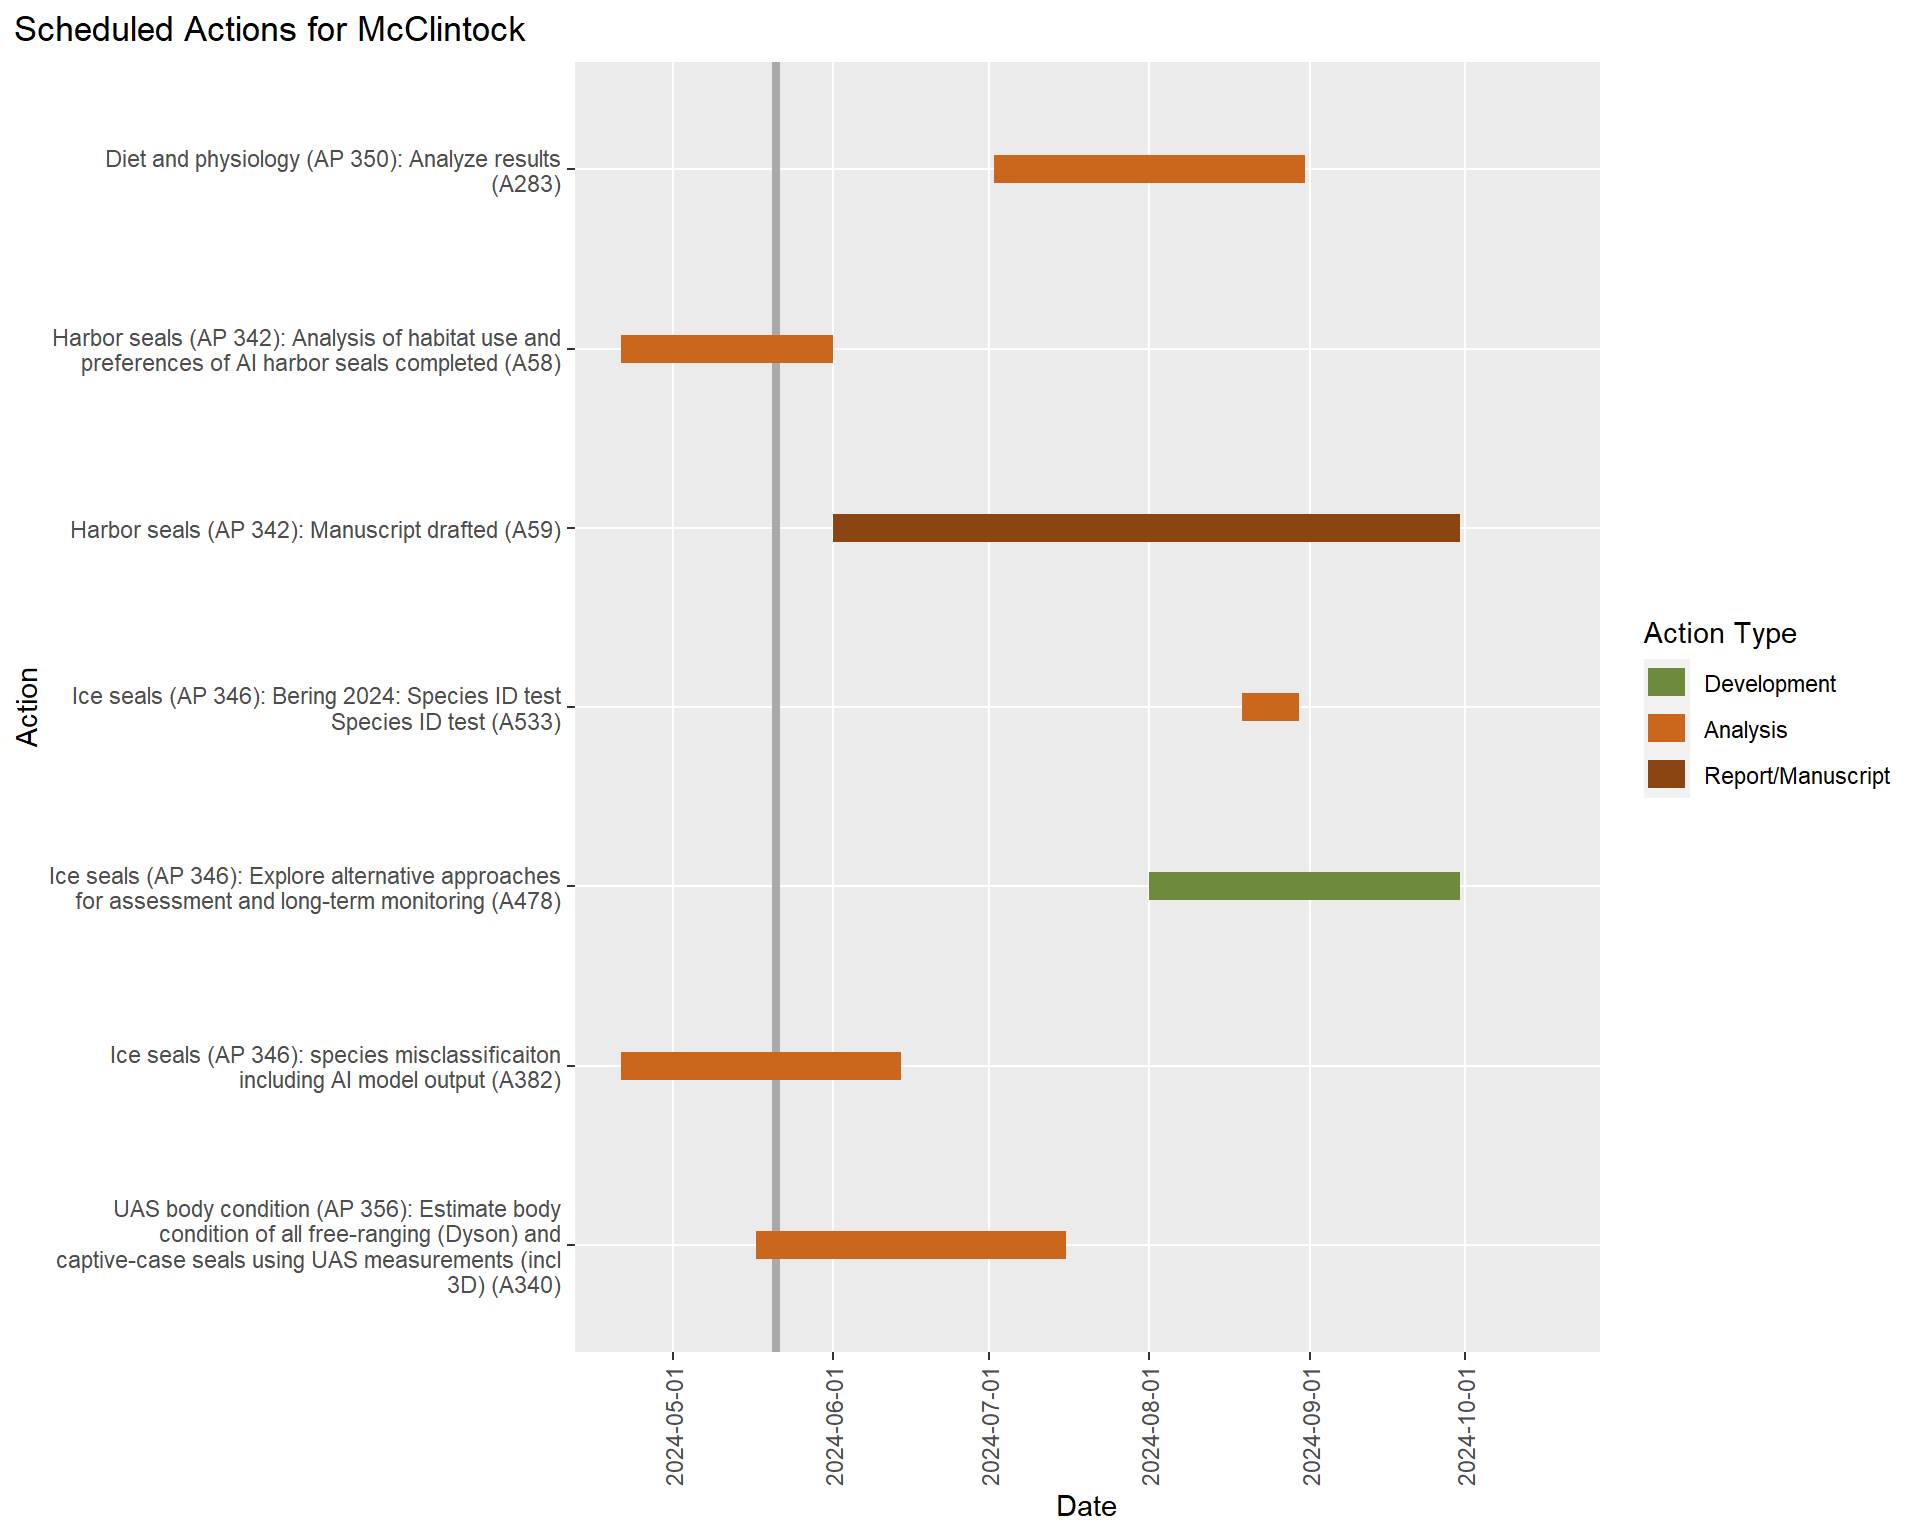 Scheduled Actions for McClintock
Diet and physiology (AP 350): Analyze results
(A283)
Harbor seals (AP 342): Analysis of habitat use and
preferences of AI harbor seals completed (A58)
Harbor seals (AP 342): Manuscript drafted (A59)
Ice seals (AP 346): Bering 2024: Species ID test
Species ID test (A533)
Ice seals (AP 346): Explore alternative approaches
for assessment and long-term monitoring (A478)
Ice seals (AP 346): species misclassificaiton
including AI model output (A382)
UAS body condition (AP 356): Estimate body
condition of all free-ranging (Dyson) and
captive-case seals using UAS measurements (incl
3D) (A340)
Action
2024-05-01
2024-06-01
2024-07-01
2024-08-01
2024-09-01
2024-10-01
Date
Action Type
Development
Analysis
Report/Manuscript